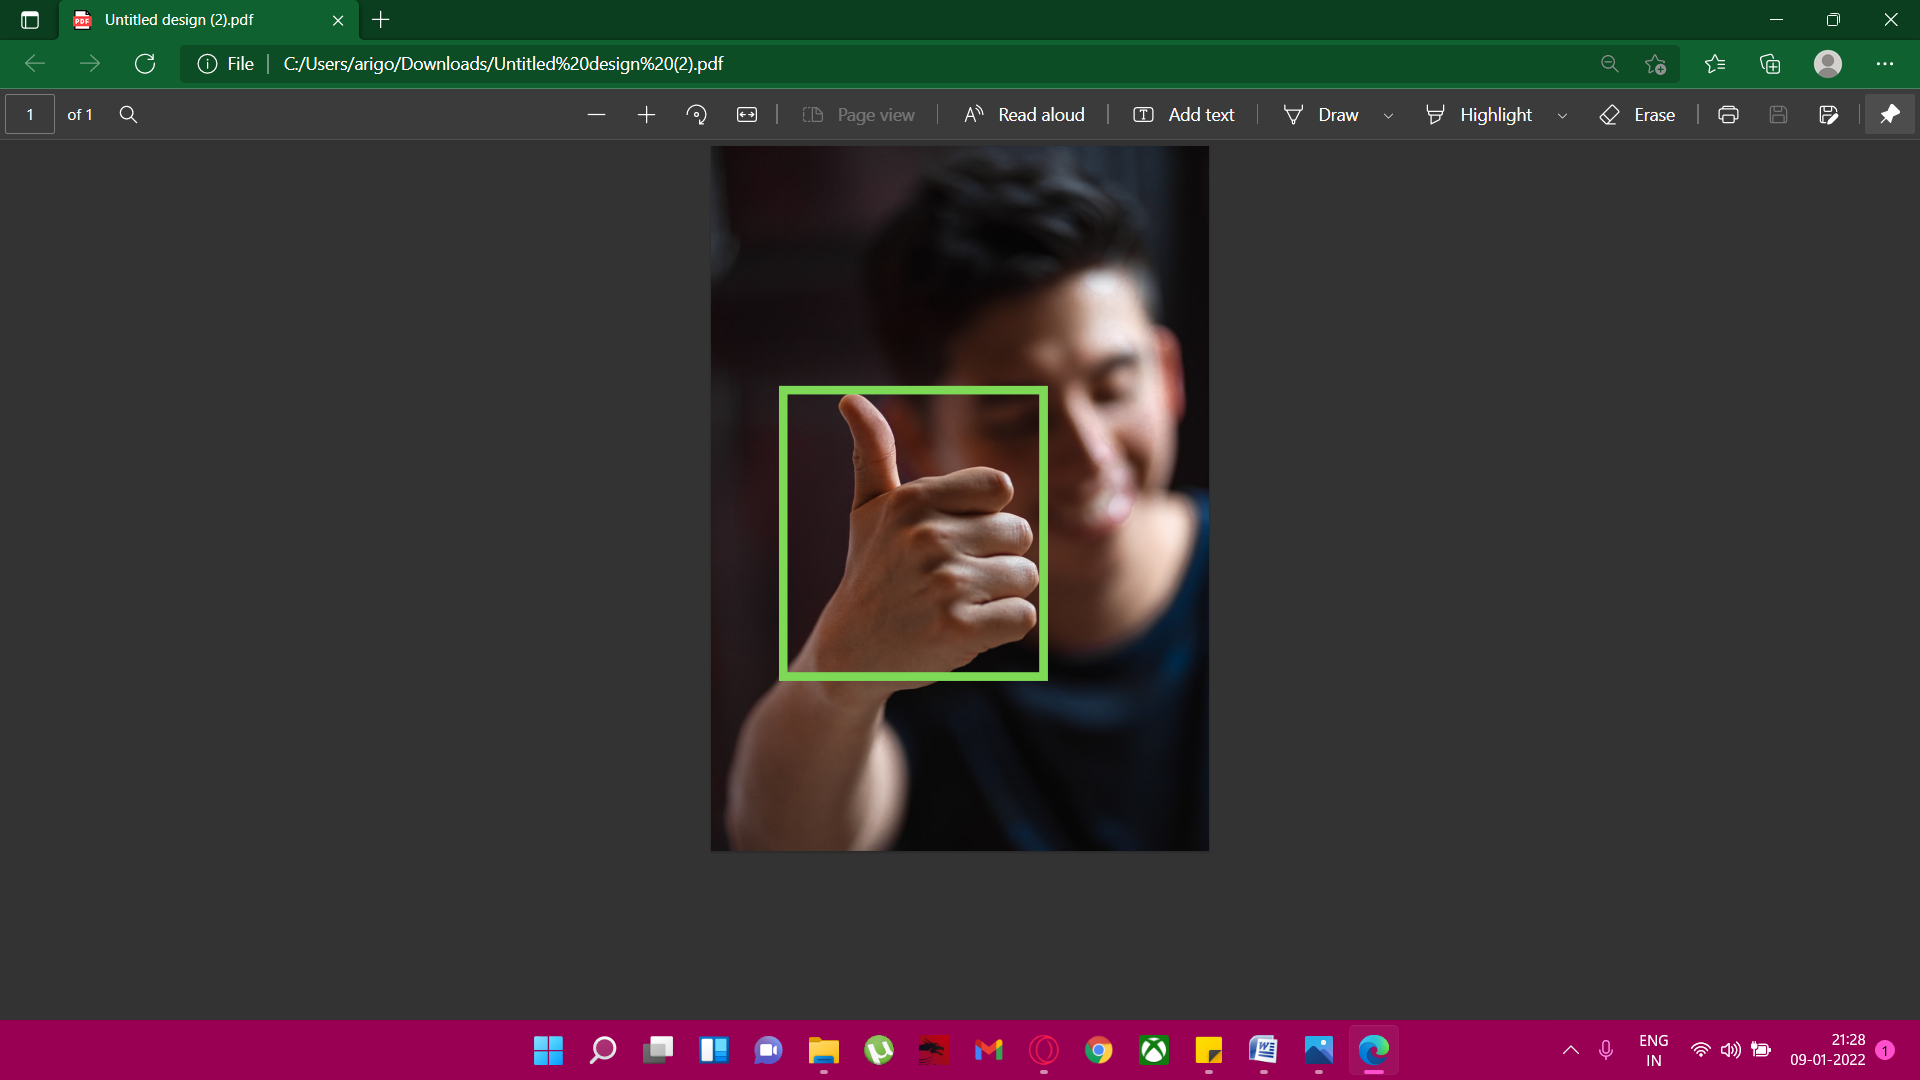 Untitled design (2).pdf
File
C:/Users/arigo/Downloads/Untitled%20design%20(2).pdf
1 of 1
Page view
Read aloud
Add text
Draw
Highlight
Erase
ENG
IN
21:28
09-01-2022
1